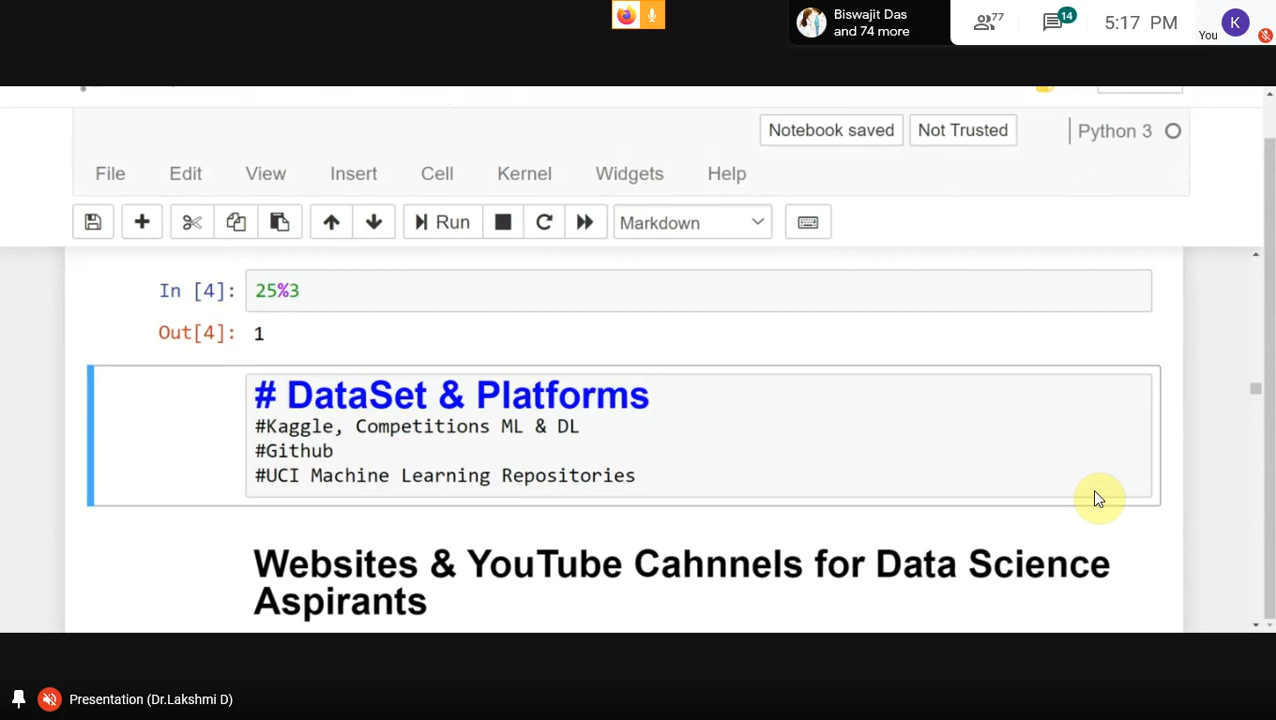 Biswajit Das
and 74 more
77
14
5:17 PM
You
K
Notebook saved
Not Trusted
Python 3
File Edit View Insert Cell Kernel Widgets Help
Run
Markdown
In [4]: 25%3
Out[4]: 1
# DataSet & Platforms
#Kaggle, Competitions ML & DL
#Github
#UCI Machine Learning Repositories
Websites & YouTube Cahnnels for Data Science
Aspirants
Presentation (Dr.Lakshmi D)